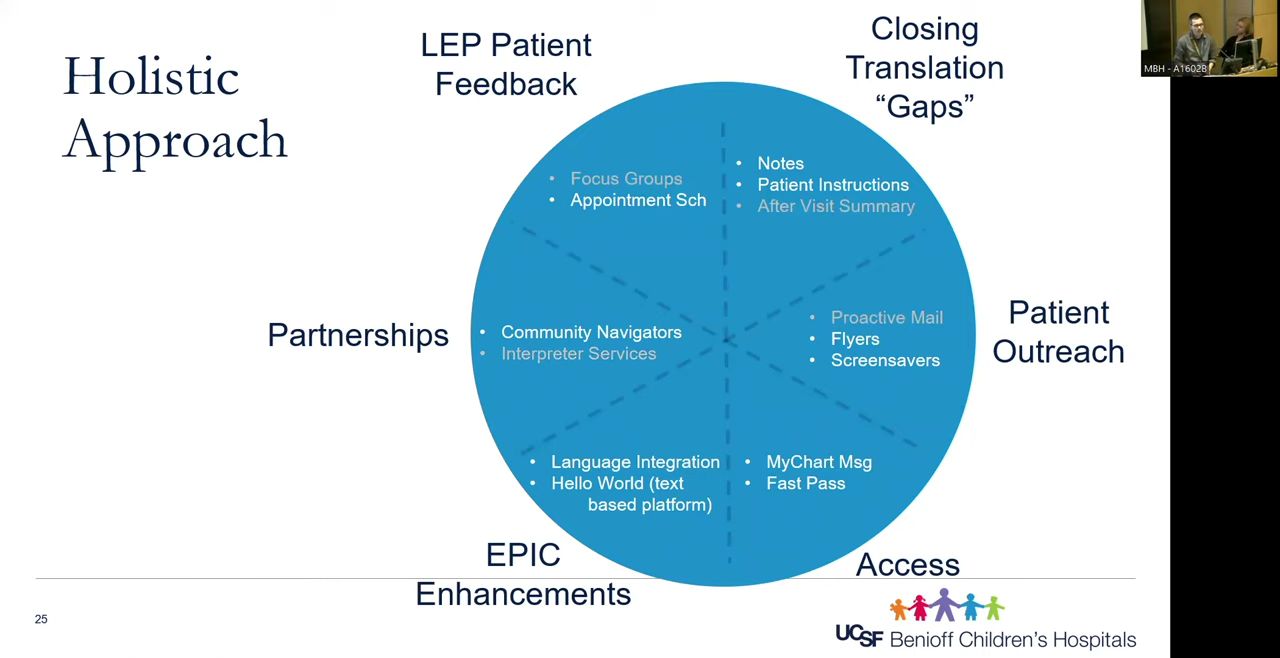 Holistic
Approach
LEP Patient
Feedback
Closing
Translation
“Gaps”
MBH - A1602B
• Focus Groups
• Appointment Sch
• Notes
• Patient Instructions
• After Visit Summary
Partnerships
• Community Navigators
• Interpreter Services
• Proactive Mail
• Flyers
• Screensavers
Patient
Outreach
• Language Integration
• Hello World (text
based platform)
• MyChart Msg
• Fast Pass
EPIC
Enhancements
Access
25
UCSF Benioff Children's Hospitals